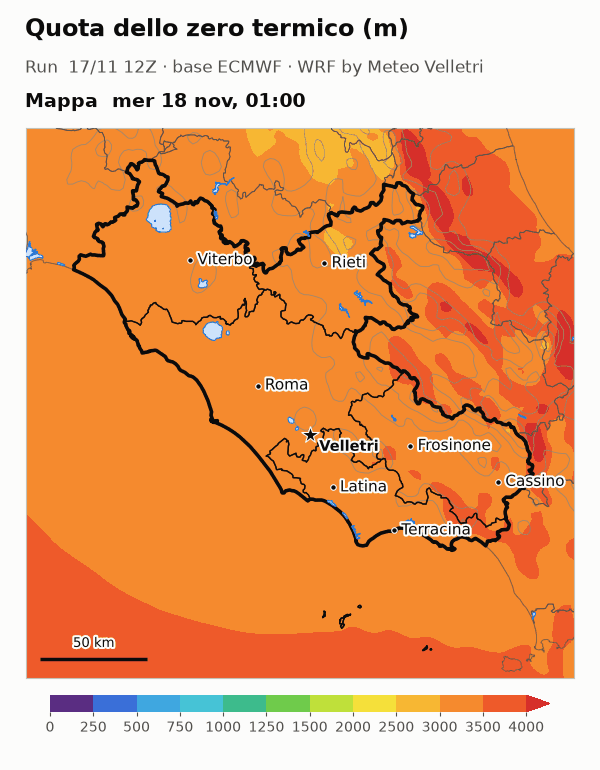 Quota dello zero termico (m)
Run  17/11 12Z · base ECMWF · WRF by Meteo Velletri
Mappa  mer 18 nov, 01:00
Viterbo
Rieti
Roma
Velletri
Frosinone
Cassino
Latina
Terracina
50 km
0 250 500 750 1000 1250 1500 2000 2500 3000 3500 4000